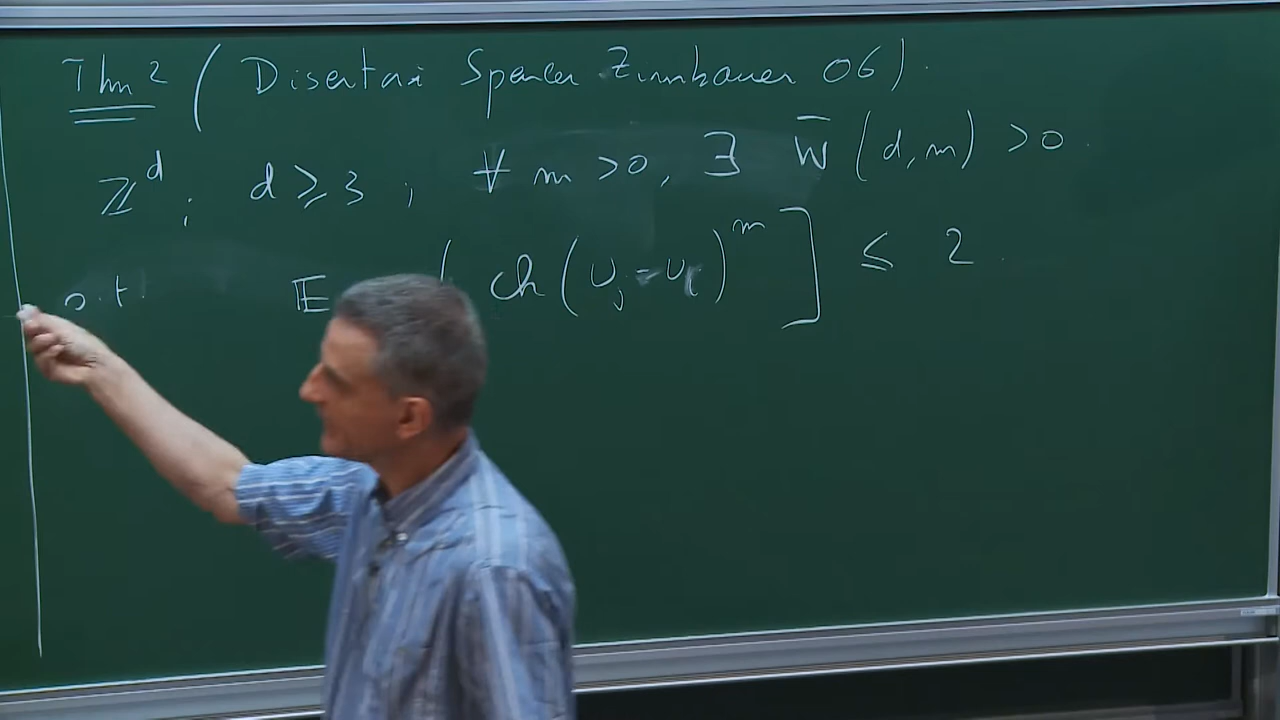 Thm 2 ( Disertori Spencer Zirnbauer 06).
ℤ^d ; d ≥ 3 ; ∀ m > 0, ∃ W̄ (d, m) > 0.
s.t. 𝔼 ( ch (U_j - U_i)^m ] ≤ 2.